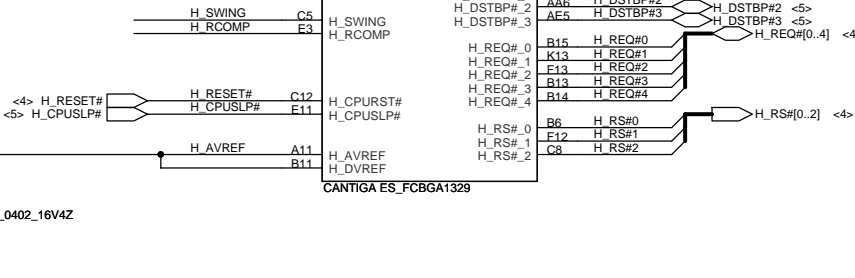 H_DSTBP#_2 AA6 H_DSTBP#2 H_DSTBP#2 <5>
H_SWING C5 H_SWING H_DSTBP#_3 AE5 H_DSTBP#3 H_DSTBP#3 <5>
H_RCOMP E3 H_RCOMP
H_REQ#_0 B15 H_REQ#0 H_REQ#[0..4] <4
H_REQ#_1 K13 H_REQ#1
H_REQ#_2 F13 H_REQ#2
H_REQ#_3 B13 H_REQ#3
H_REQ#_4 B14 H_REQ#4
<4> H_RESET# H_RESET# C12 H_CPURST#
<5> H_CPUSLP# H_CPUSLP# E11 H_CPUSLP#
H_RS#_0 B6 H_RS#0 H_RS#[0..2] <4>
H_RS#_1 F12 H_RS#1
H_RS#_2 C8 H_RS#2
H_AVREF A11 H_AVREF
B11 H_DVREF
CANTIGA ES_FCBGA1329
_0402_16V4Z